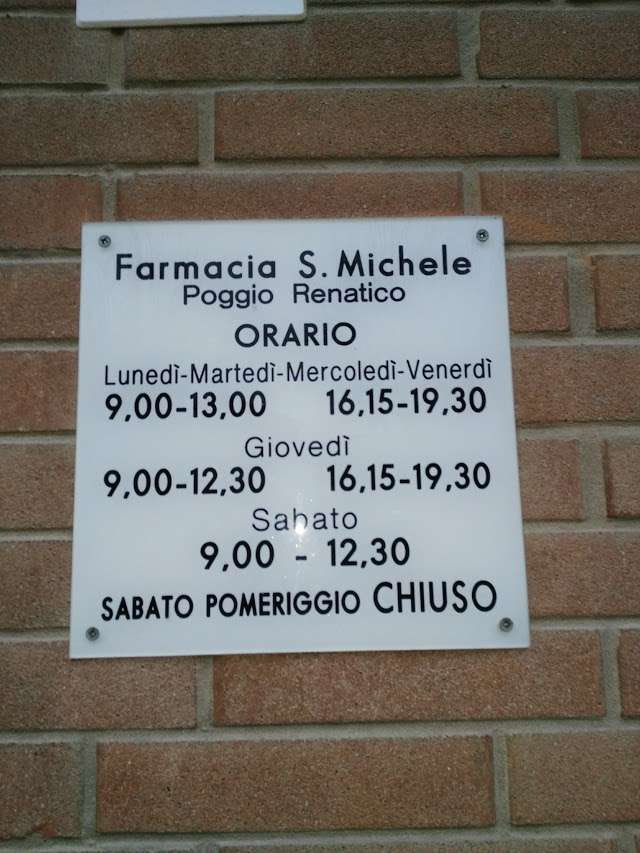 Farmacia S. Michele
Poggio Renatico
ORARIO
Lunedì-Martedì-Mercoledì-Venerdì
9,00-13,00 16,15-19,30
Giovedì
9,00-12,30 16,15-19,30
Sabato
9,00 - 12,30
SABATO POMERIGGIO CHIUSO